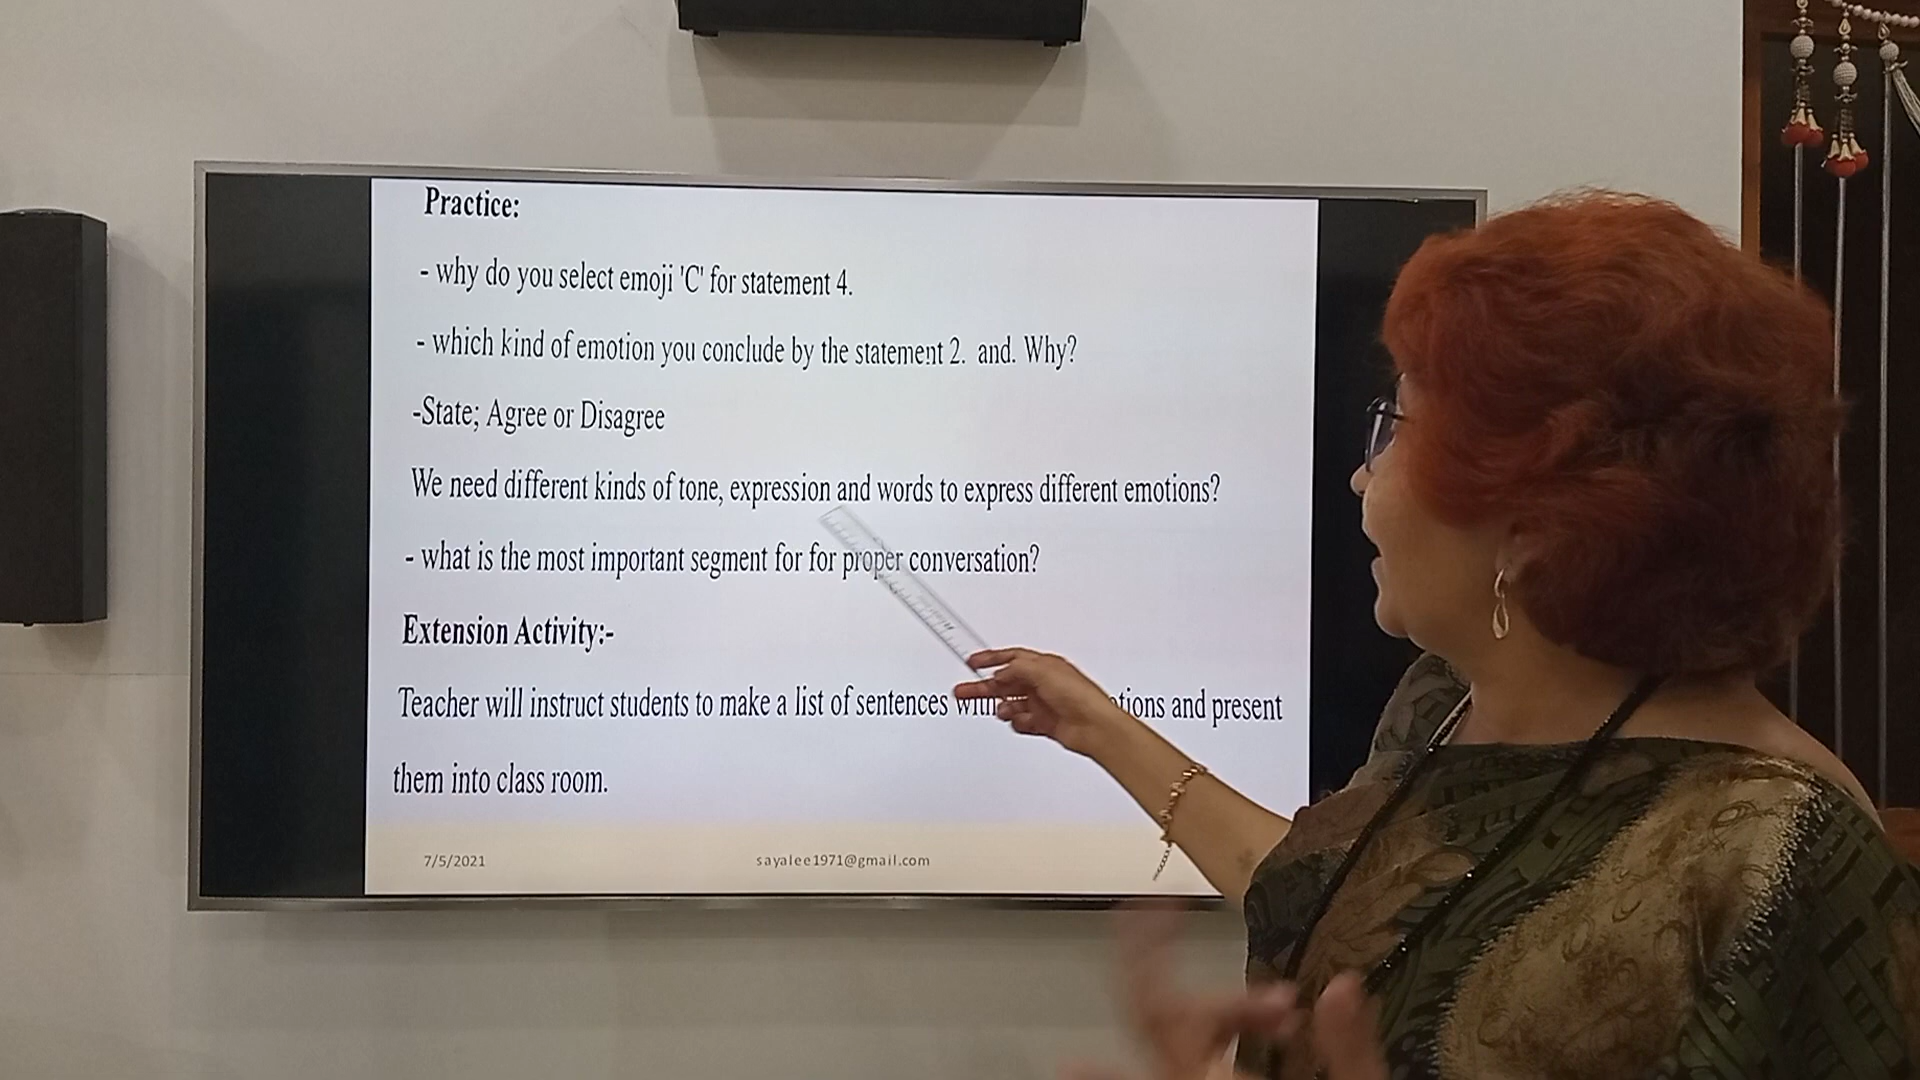 Practice:
- why do you select emoji 'C' for statement 4.
- which kind of emotion you conclude by the statement 2. and. Why?
-State; Agree or Disagree
We need different kinds of tone, expression and words to express different emotions?
- what is the most important segment for for proper conversation?
Extension Activity:-
Teacher will instruct students to make a list of sentences and present
them into class room.
7/5/2021
sayalee1971@gmail.com